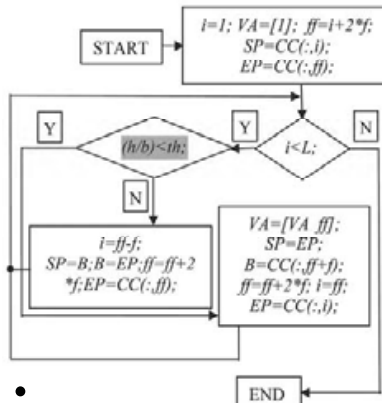 START
i=1; VA=[1]; ff=i+2*f;
SP=CC(:,i);
EP=CC(:,ff);
Y
Y
N
(h/b)<th;
i<L;
N
i=ff-f;
SP=B;B=EP;ff=ff+2
*f;EP=CC(:,ff);
VA=[VA ff];
SP=EP;
B=CC(:,ff+f);
ff=ff+2*f; i=ff;
EP=CC(:,i);
END